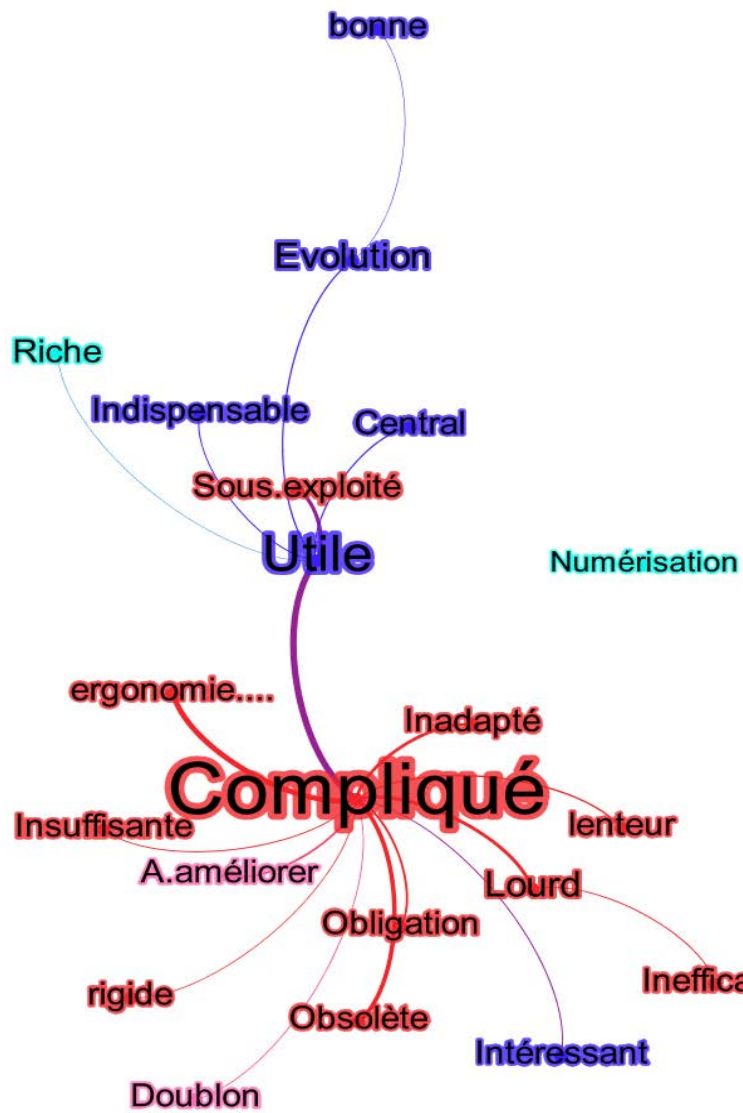 bonne
Evolution
Riche
Indispensable
Central
Sous.exploité
Utile
Numérisation
ergonomie....
Inadapté
Compliqué
Insuffisante
lenteur
A.améliorer
Lourd
Obligation
Ineffica
rigide
Obsolète
Intéressant
Doublon